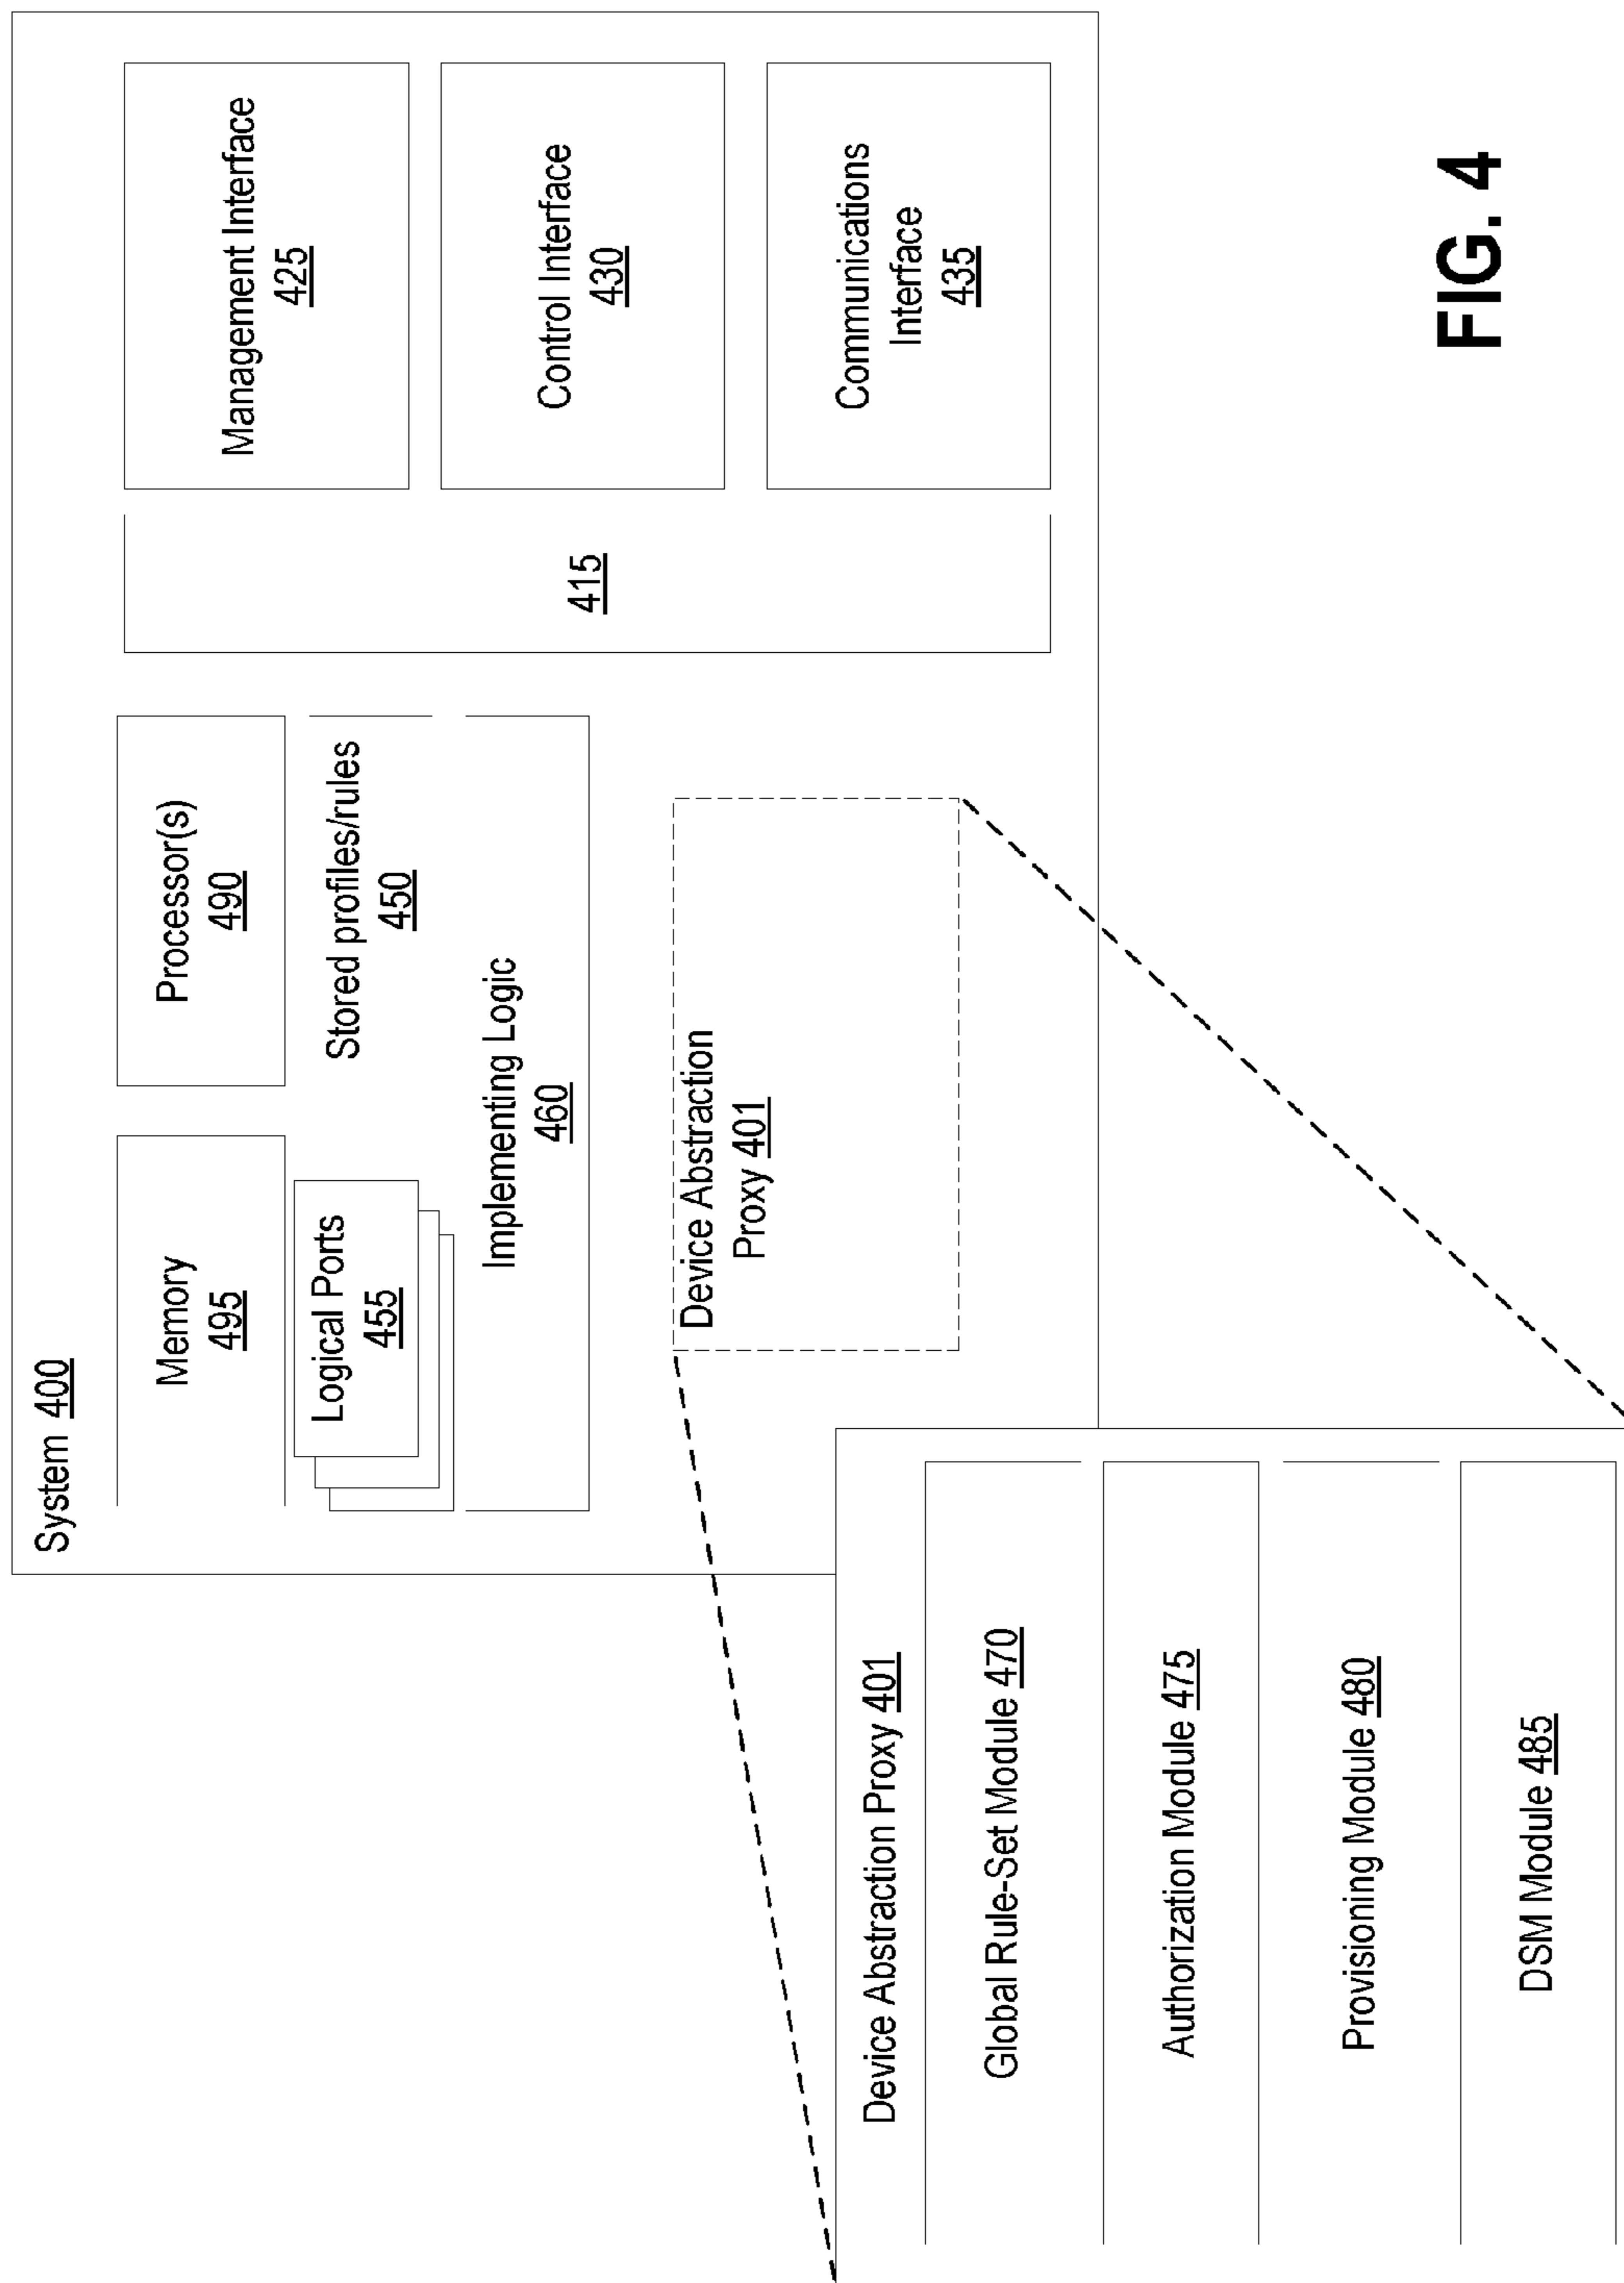 System 400
Memory
495
Processor(s)
490
Logical Ports
455
Stored profiles/rules
450
Implementing Logic
460
Device Abstraction
Proxy 401
415
Management Interface
425
Control Interface
430
Communications
Interface
435
Device Abstraction Proxy 401
Global Rule-Set Module 470
Authorization Module 475
Provisioning Module 480
DSM Module 485
FIG. 4